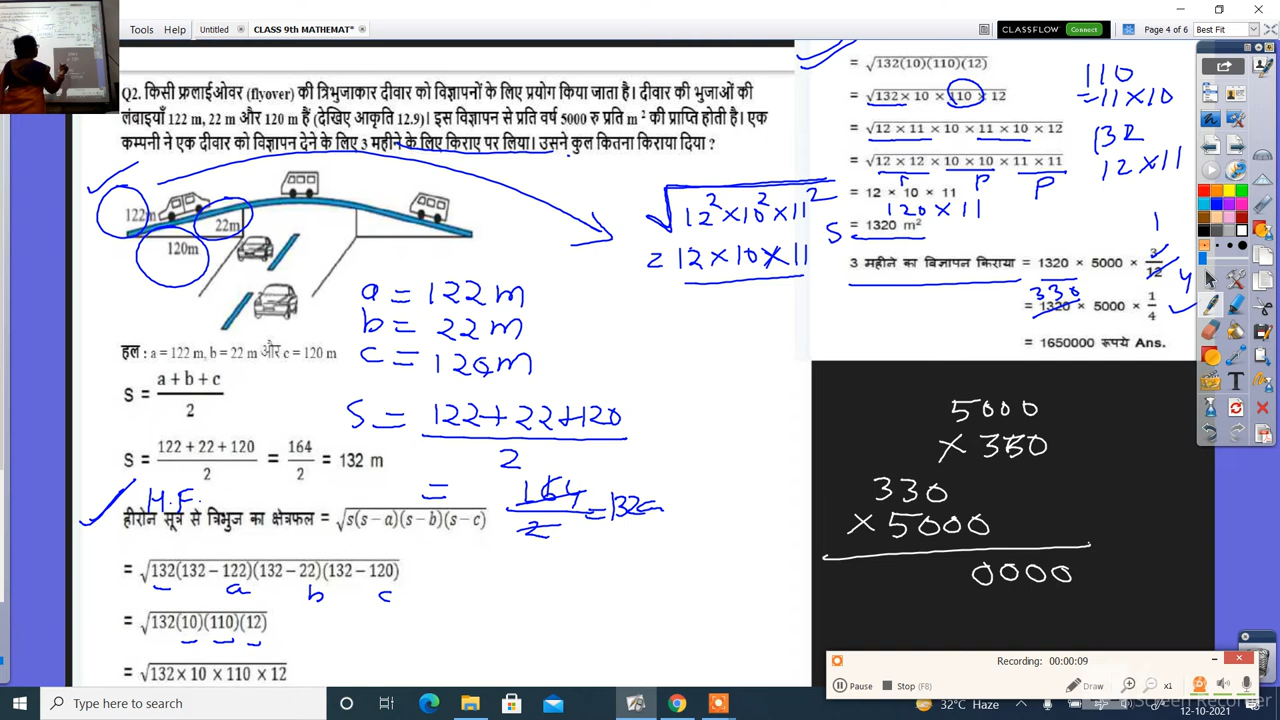 Tools Help Untitled CLASS 9th MATHEMAT* CLASSFLOW Connect Page 4 of 6 Best Fit
Q2. किसी फ़्लाईओवर (flyover) की त्रिभुजाकार दीवार को विज्ञापनों के लिए प्रयोग किया जाता है। दीवार की भुजाओं की
लंबाइयाँ 122 m, 22 m और 120 m हैं (देखिए आकृति 12.9)। इस विज्ञापन से प्रति वर्ष 5000 रु प्रति m² की प्राप्ति होती है। एक
कम्पनी ने एक दीवार को विज्ञापन देने के लिए 3 महीने के लिए किराए पर लिया। उसने कुल कितना किराया दिया ?
122m
22m
120m
a = 122 m
b = 22 m
c = 120m
हल : a = 122 m, b = 22 m और c = 120 m
S = a + b + c / 2
S = 122 + 22 + 120 / 2
S = 122 + 22 + 120 / 2 = 164 / 2 = 132 m
= 164 / 2 = 132
H.F.
हीरोन सूत्र से त्रिभुज का क्षेत्रफल = √s(s – a)(s – b)(s – c)
= √132(132 – 122)(132 – 22)(132 – 120)
a b c
= √132(10)(110)(12)
= √132 × 10 × 110 × 12
√12² × 10² × 11²
= 12 × 10 × 11
= √132(10)(110)(12)
= √132 × 10 × 110 × 12
= √12 × 11 × 10 × 11 × 10 × 12
= √12 × 12 × 10 × 10 × 11 × 11
P P P
= 12 × 10 × 11
120 × 11
S = 1320 m²
110
= 11 × 10
132
12 × 11
3 महीने का विज्ञापन किराया = 1320 × 5000 × 3 / 12
1
4
330
= 1320 × 5000 × 1 / 4
= 1650000 रूपये Ans.
5000
× 330
330
× 5000
0000
Recording: 00:00:09
Pause Stop (F8) Draw x1
Type here to search
32°C Haze
12-10-2021
Screen Recorder